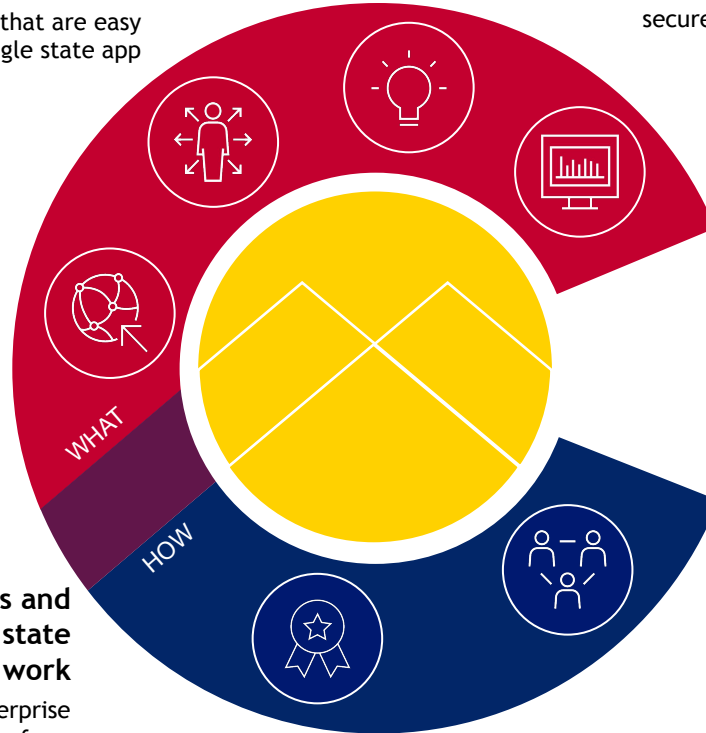 that are easy
gle state app
secure
WHAT
HOW
s and
state
work
erprise